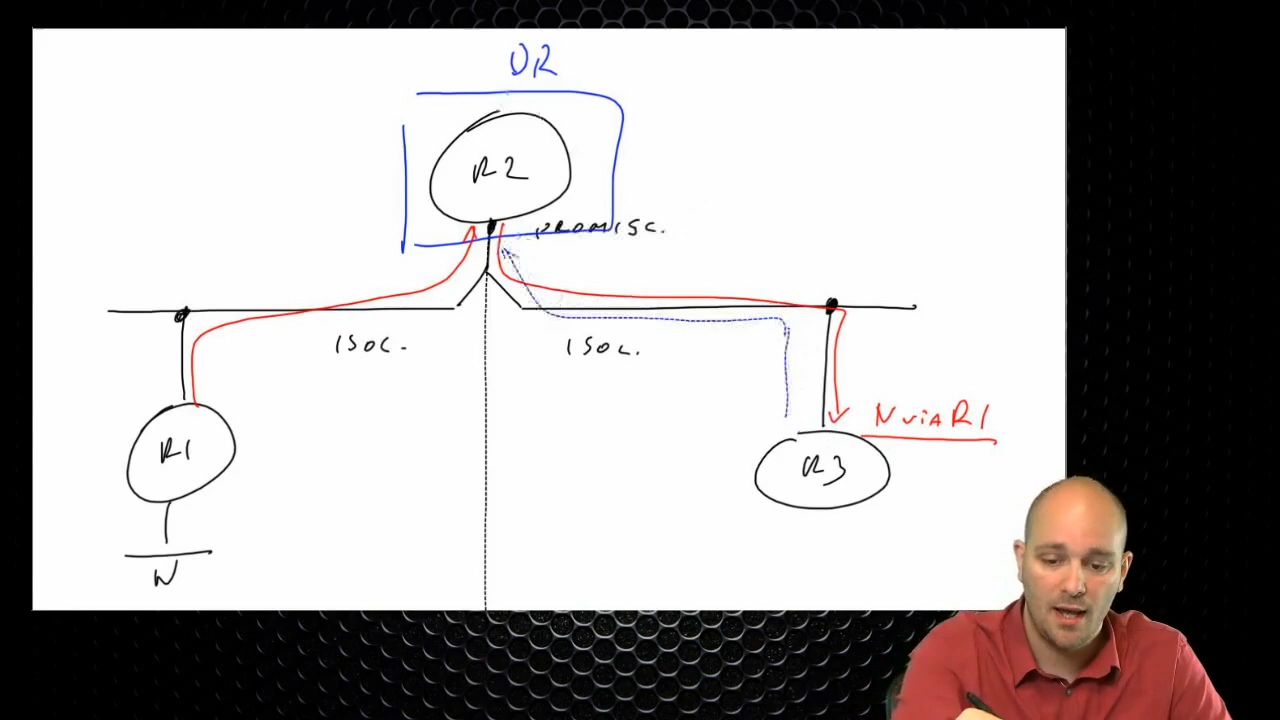 DR
R2
PROMISC.
ISOL.
ISOL.
N via R1
R1
R3
N